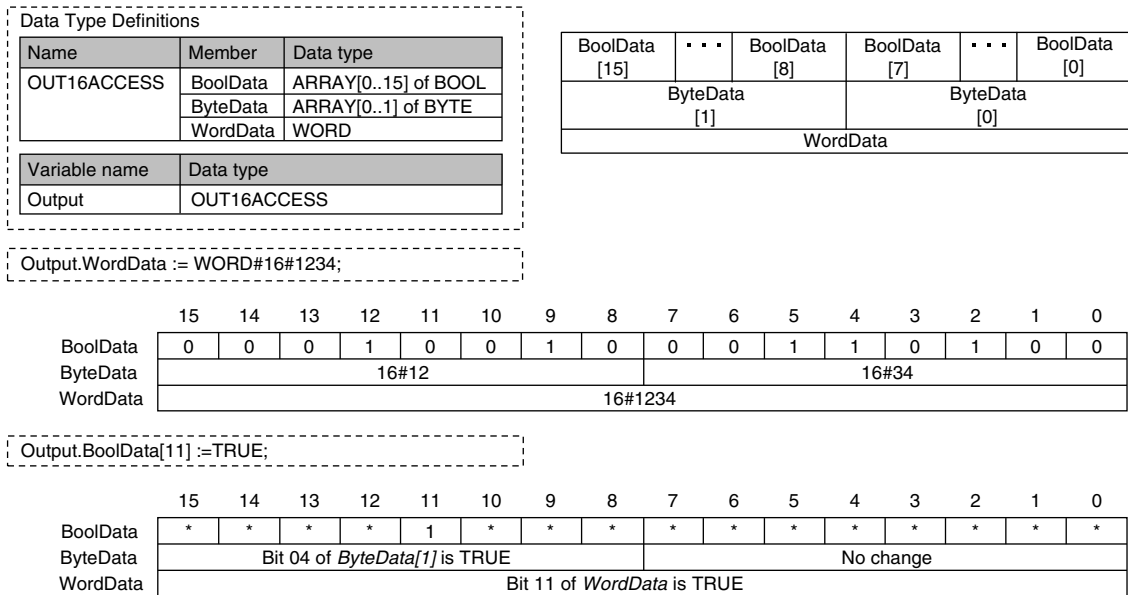 Data Type Definitions
Name Member Data type
OUT16ACCESS BoolData ARRAY[0..15] of BOOL
ByteData ARRAY[0..1] of BYTE
WordData WORD
Variable name Data type
Output OUT16ACCESS
BoolData [15] ··· BoolData [8] BoolData [7] ··· BoolData [0]
ByteData [1] ByteData [0]
WordData
Output.WordData := WORD#16#1234;
15 14 13 12 11 10 9 8 7 6 5 4 3 2 1 0
BoolData 0 0 0 1 0 0 1 0 0 0 1 1 0 1 0 0
ByteData 16#12 16#34
WordData 16#1234
Output.BoolData[11] :=TRUE;
15 14 13 12 11 10 9 8 7 6 5 4 3 2 1 0
BoolData * * * * 1 * * * * * * * * * * *
ByteData Bit 04 of ByteData[1] is TRUE No change
WordData Bit 11 of WordData is TRUE